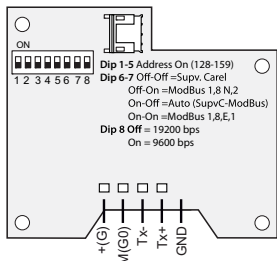 ON
1 2 3 4 5 6 7 8
Dip 1-5 Address On (128-159)
Dip 6-7 Off-Off =Supv. Carel
Off-On =ModBus 1,8 N,2
On-Off =Auto (SupvC-ModBus)
On-On =ModBus 1,8,E,1
Dip 8 Off = 19200 bps
On = 9600 bps
+(G)
M(G0)
Tx-
Tx+
GND